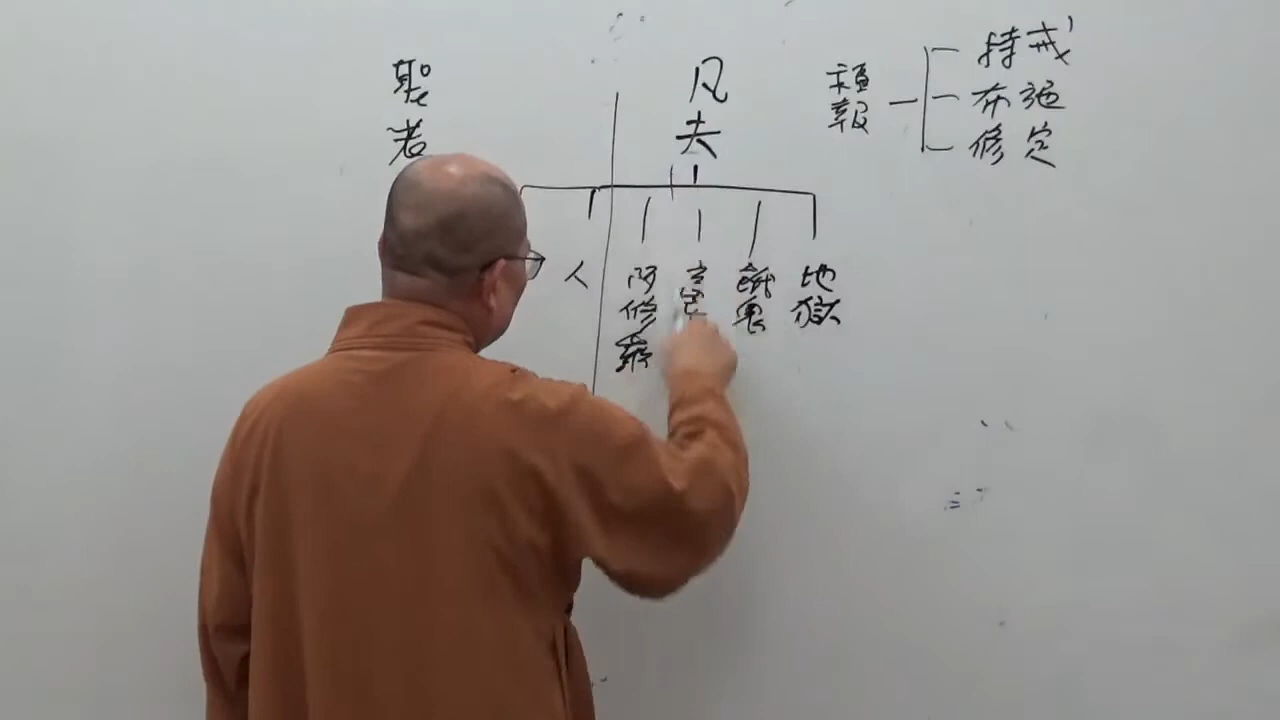 福報
持戒
布施
修定
凡夫
地獄
餓鬼
畜
阿修羅
人
聖者